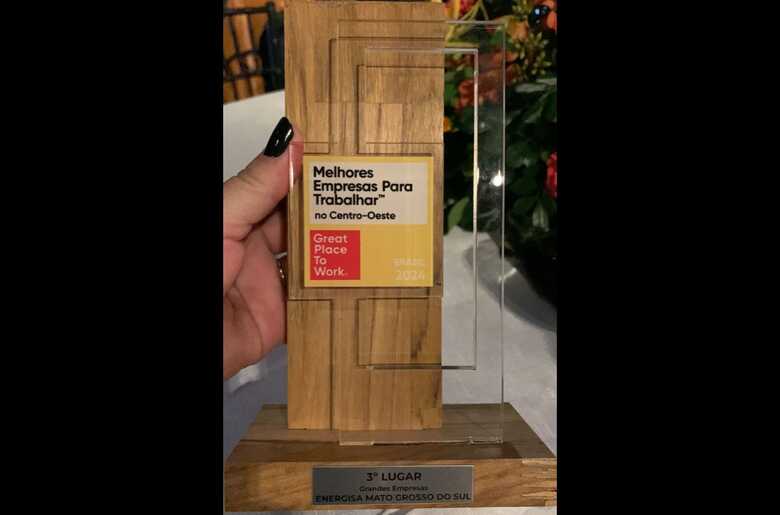 Melhores
Empresas Para
Trabalhar™
no Centro-Oeste
Great
Place
To
Work.
BRASIL
2024
3º LUGAR
Grandes Empresas
ENERGISA MATO GROSSO DO SUL